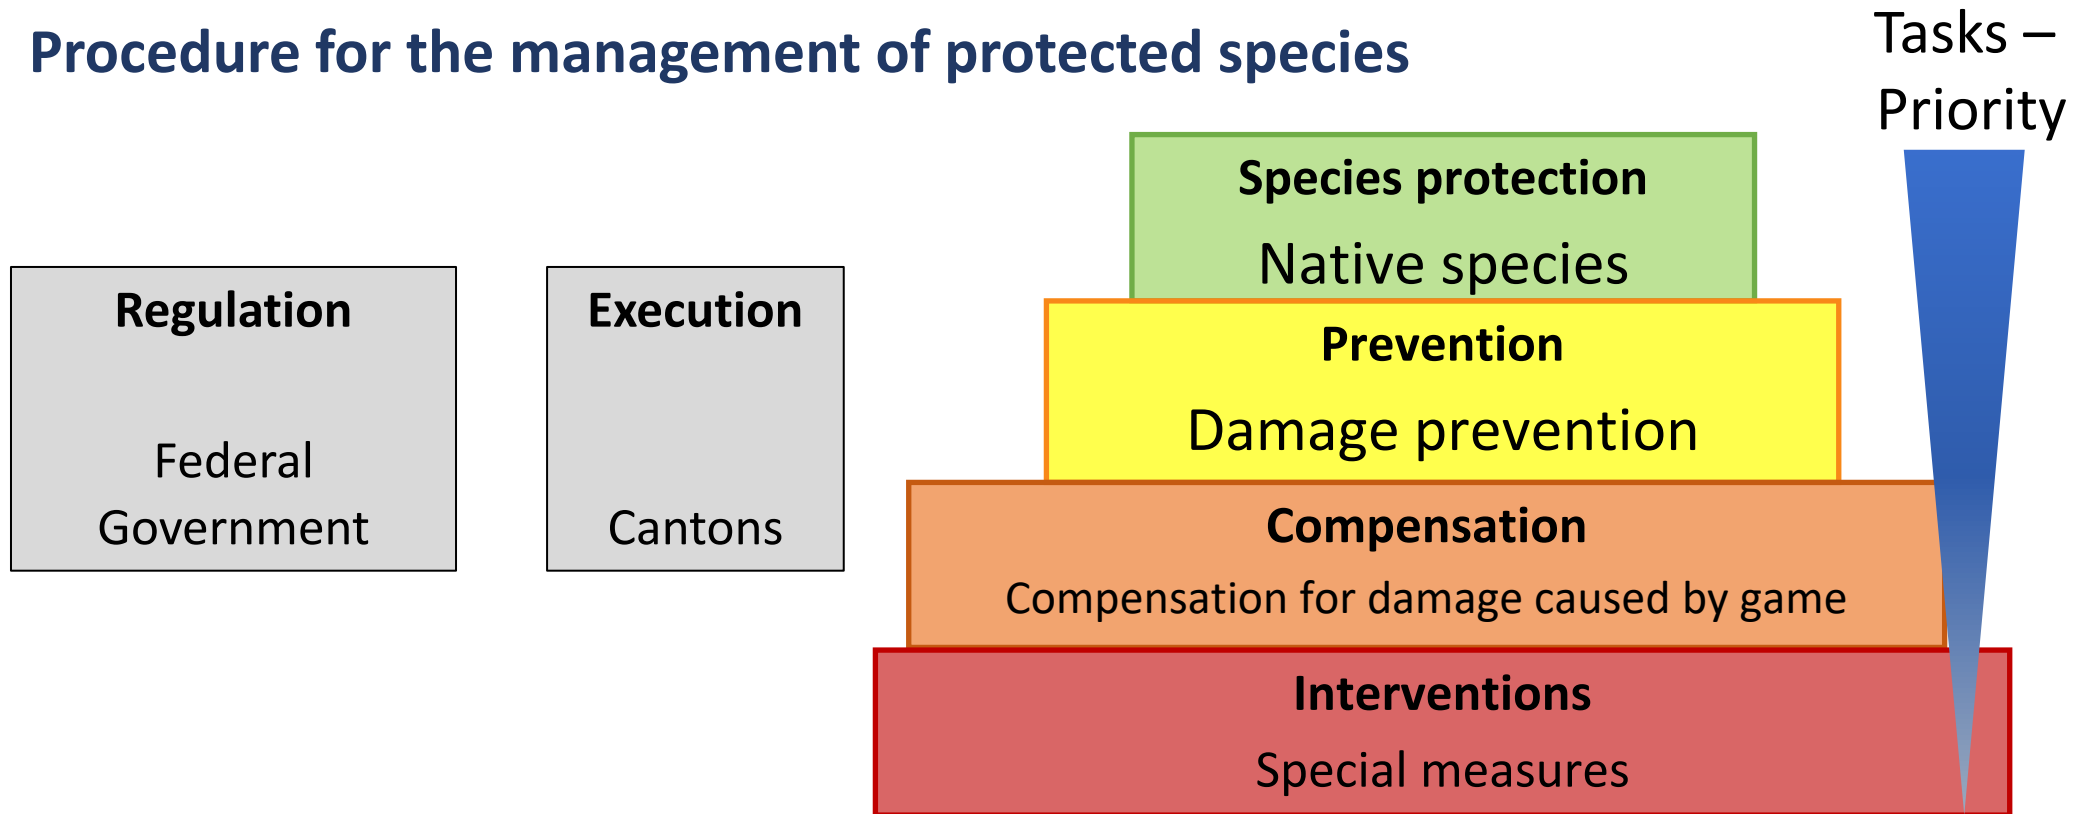 Procedure for the management of protected species
Tasks –
Priority
Regulation
Federal
Government
Execution
Cantons
Species protection
Native species
Prevention
Damage prevention
Compensation
Compensation for damage caused by game
Interventions
Special measures